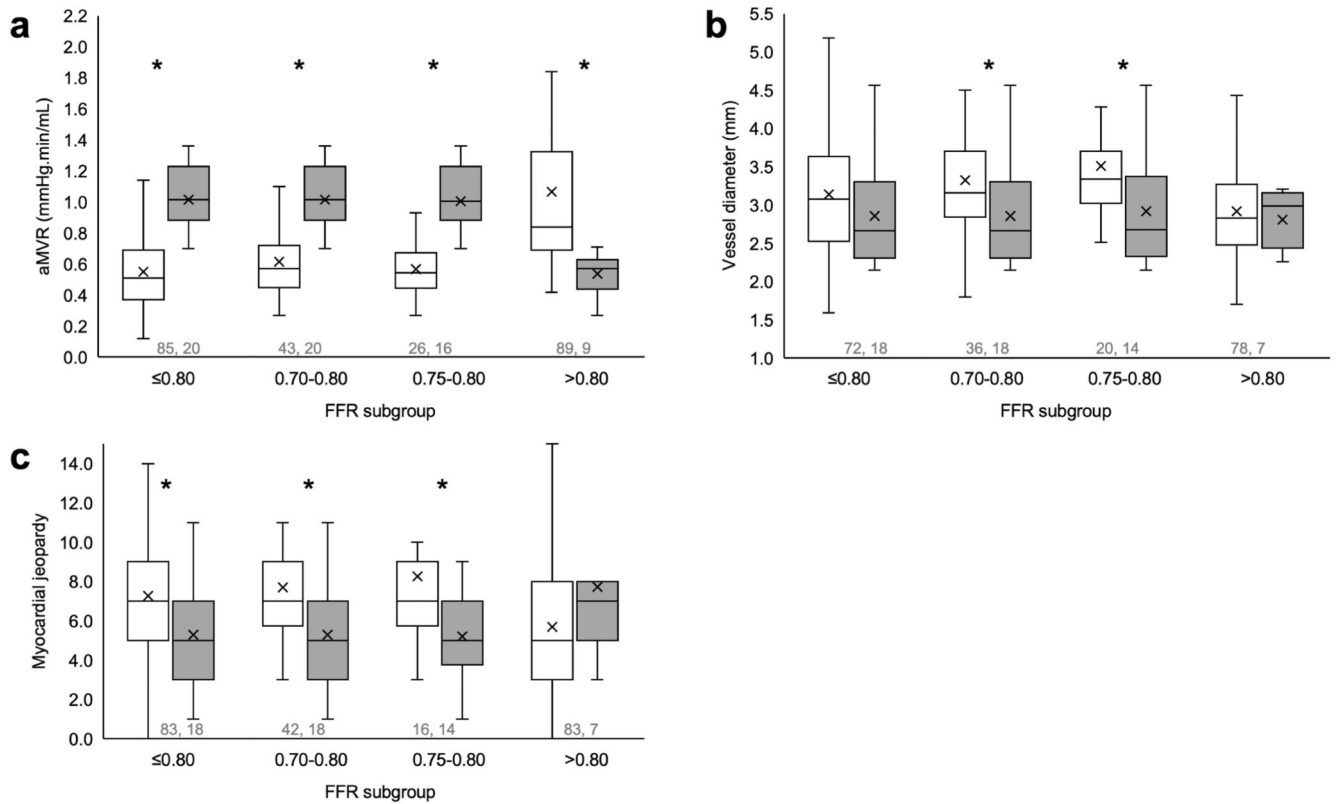 a
aMVR (mmHg.min/mL)
2.2
2.0
1.8
1.6
1.4
1.2
1.0
0.8
0.6
0.4
0.2
0.0
* * * *
85, 20 43, 20 26, 16 89, 9
≤0.80 0.70-0.80 0.75-0.80 >0.80
FFR subgroup
b
Vessel diameter (mm)
5.5
5.0
4.5
4.0
3.5
3.0
2.5
2.0
1.5
1.0
* *
72, 18 36, 18 20, 14 78, 7
≤0.80 0.70-0.80 0.75-0.80 >0.80
FFR subgroup
c
Myocardial jeopardy
14.0
12.0
10.0
8.0
6.0
4.0
2.0
0.0
* * *
83, 18 42, 18 16, 14 83, 7
≤0.80 0.70-0.80 0.75-0.80 >0.80
FFR subgroup